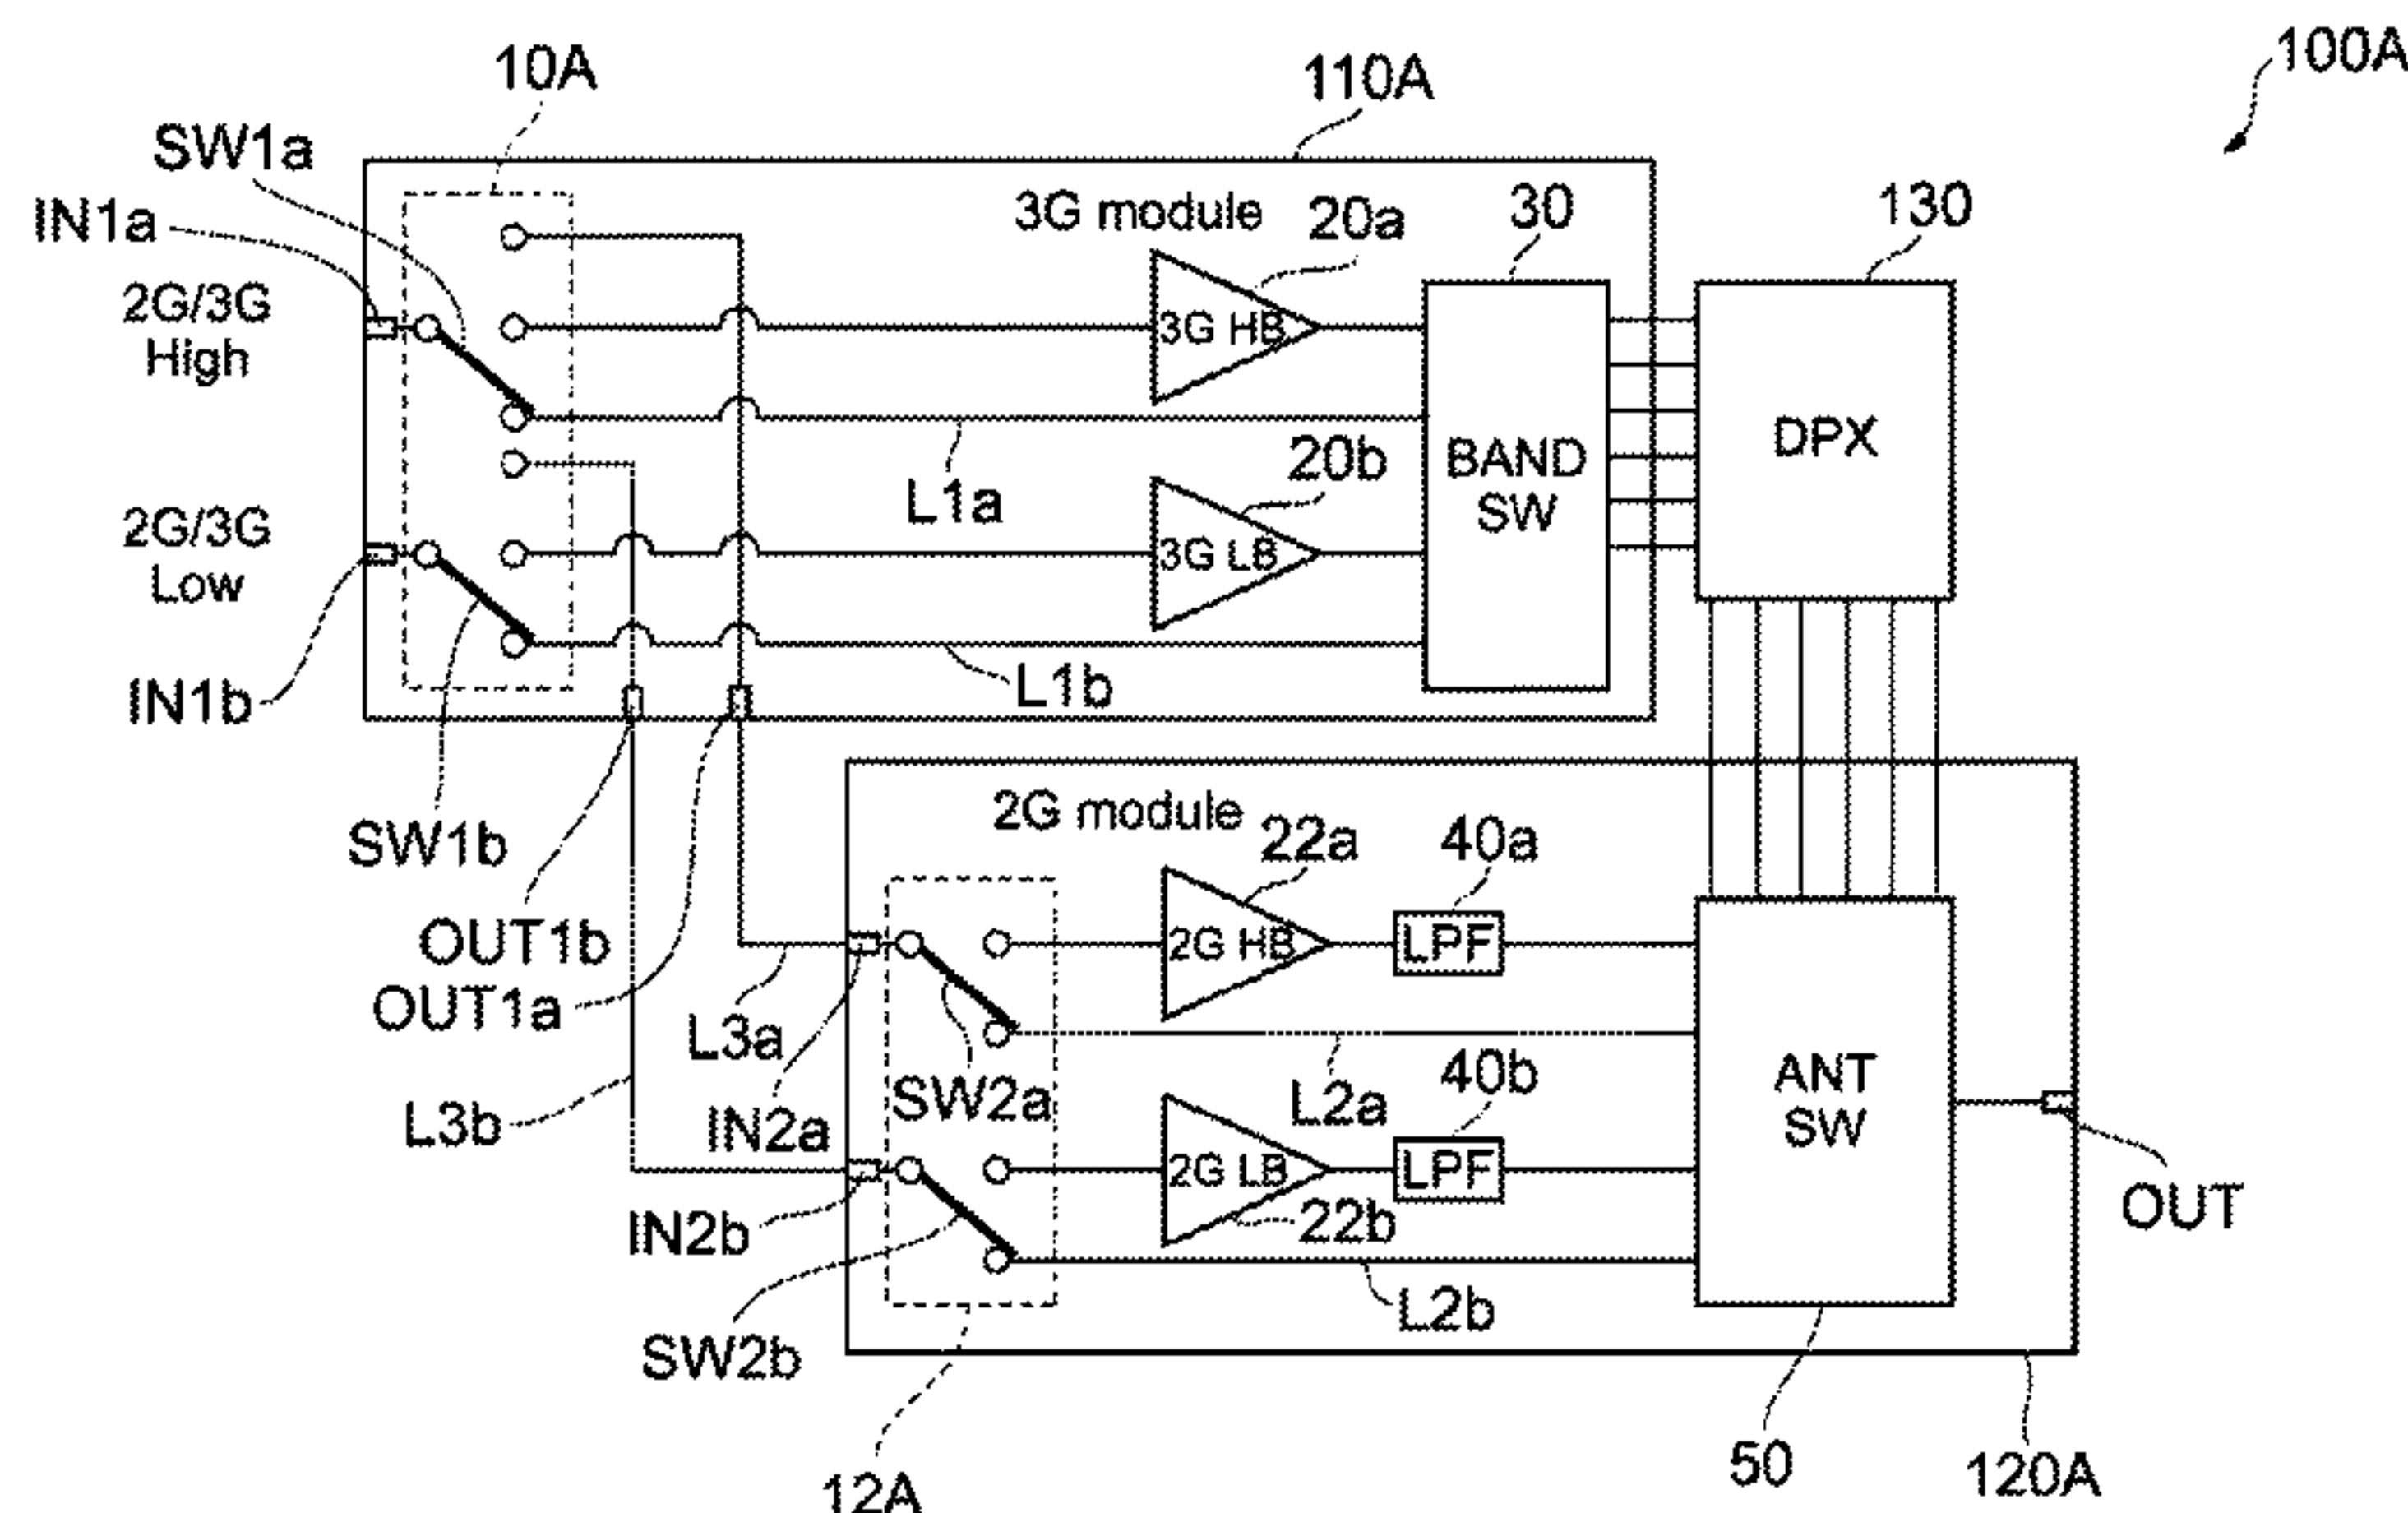 100A
10A
110A
SW1a
IN1a
3G module
20a
30
130
2G/3G
High
3G HB
DPX
20b
BAND
SW
L1a
2G/3G
Low
3G LB
IN1b
L1b
2G module
SW1b
22a
40a
OUT1b
2G HB
LPF
OUT1a
L3a
SW2a
L2a
40b
ANT
SW
L3b
IN2a
2G LB
LPF
IN2b
22b
OUT
L2b
SW2b
12A
50
120A